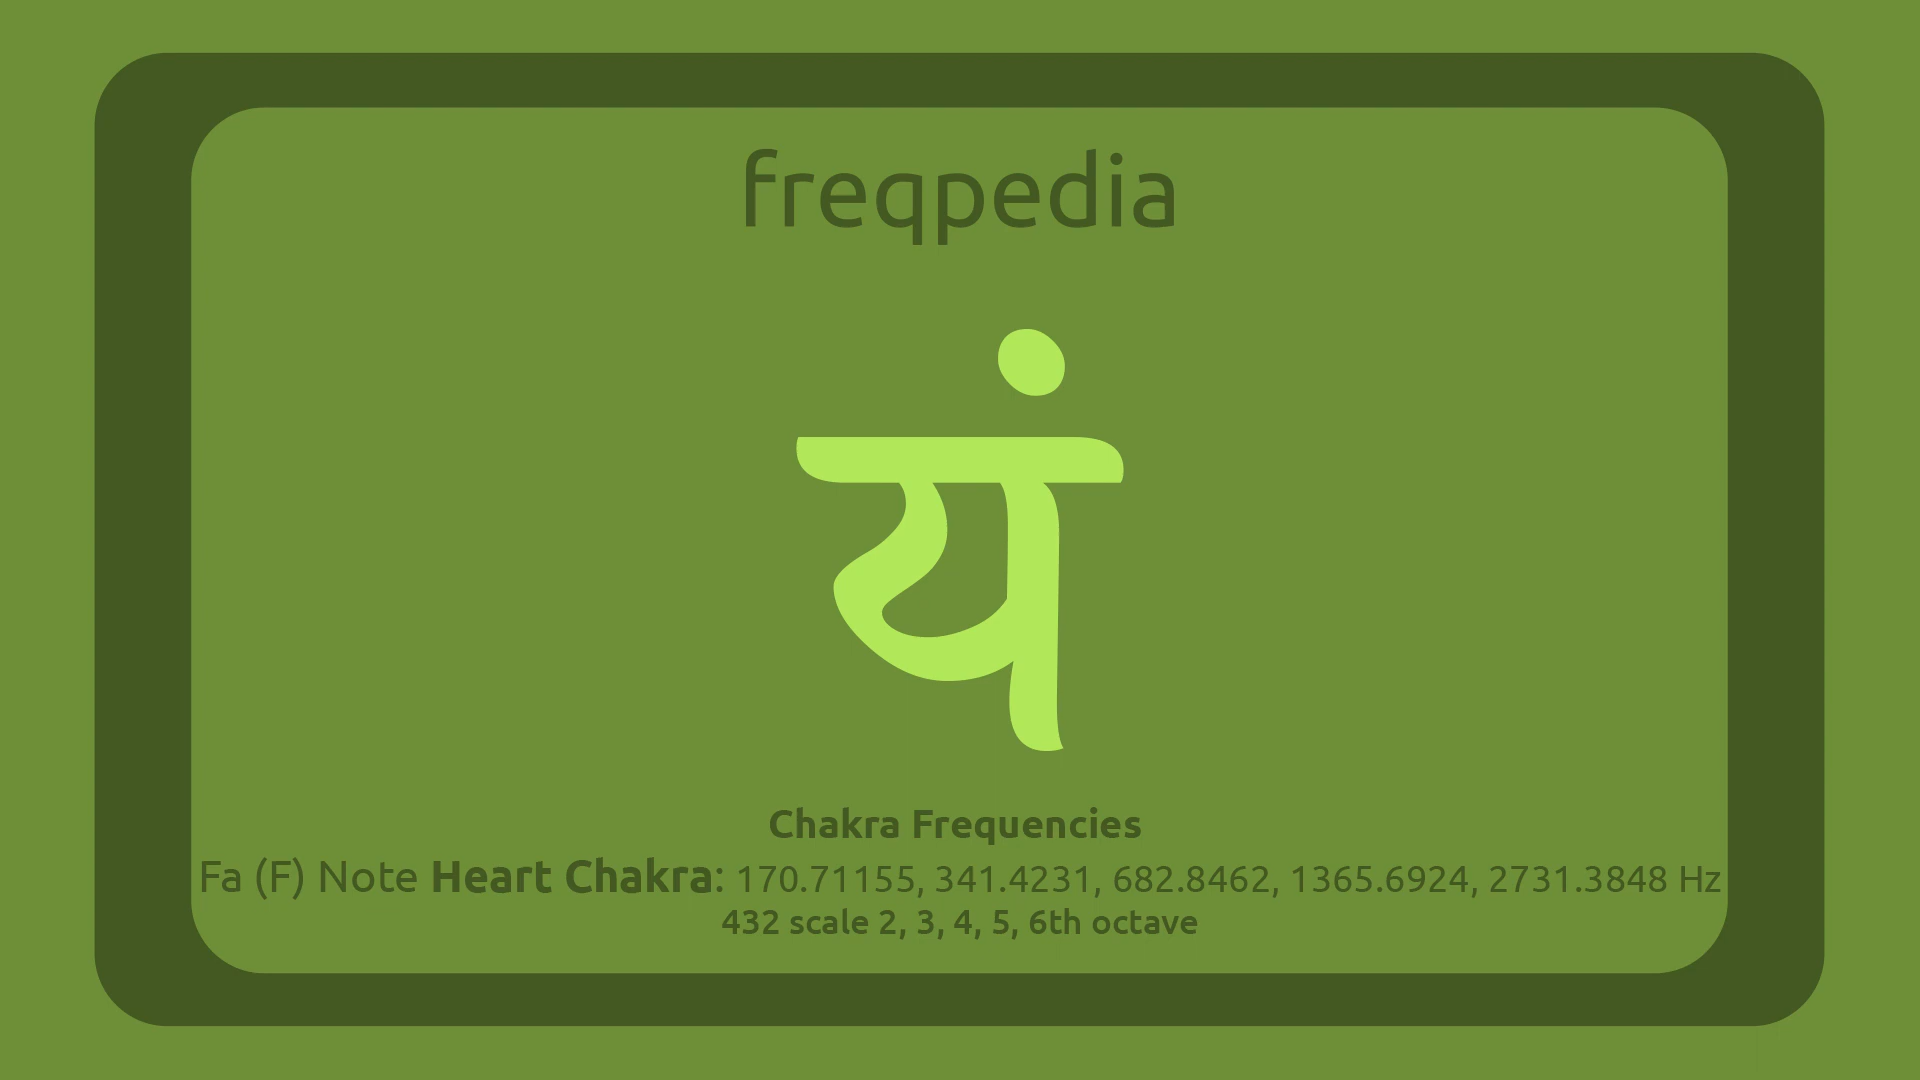 freqpedia
यं
Chakra Frequencies
Fa (F) Note Heart Chakra: 170.71155, 341.4231, 682.8462, 1365.6924, 2731.3848 Hz
432 scale 2, 3, 4, 5, 6th octave